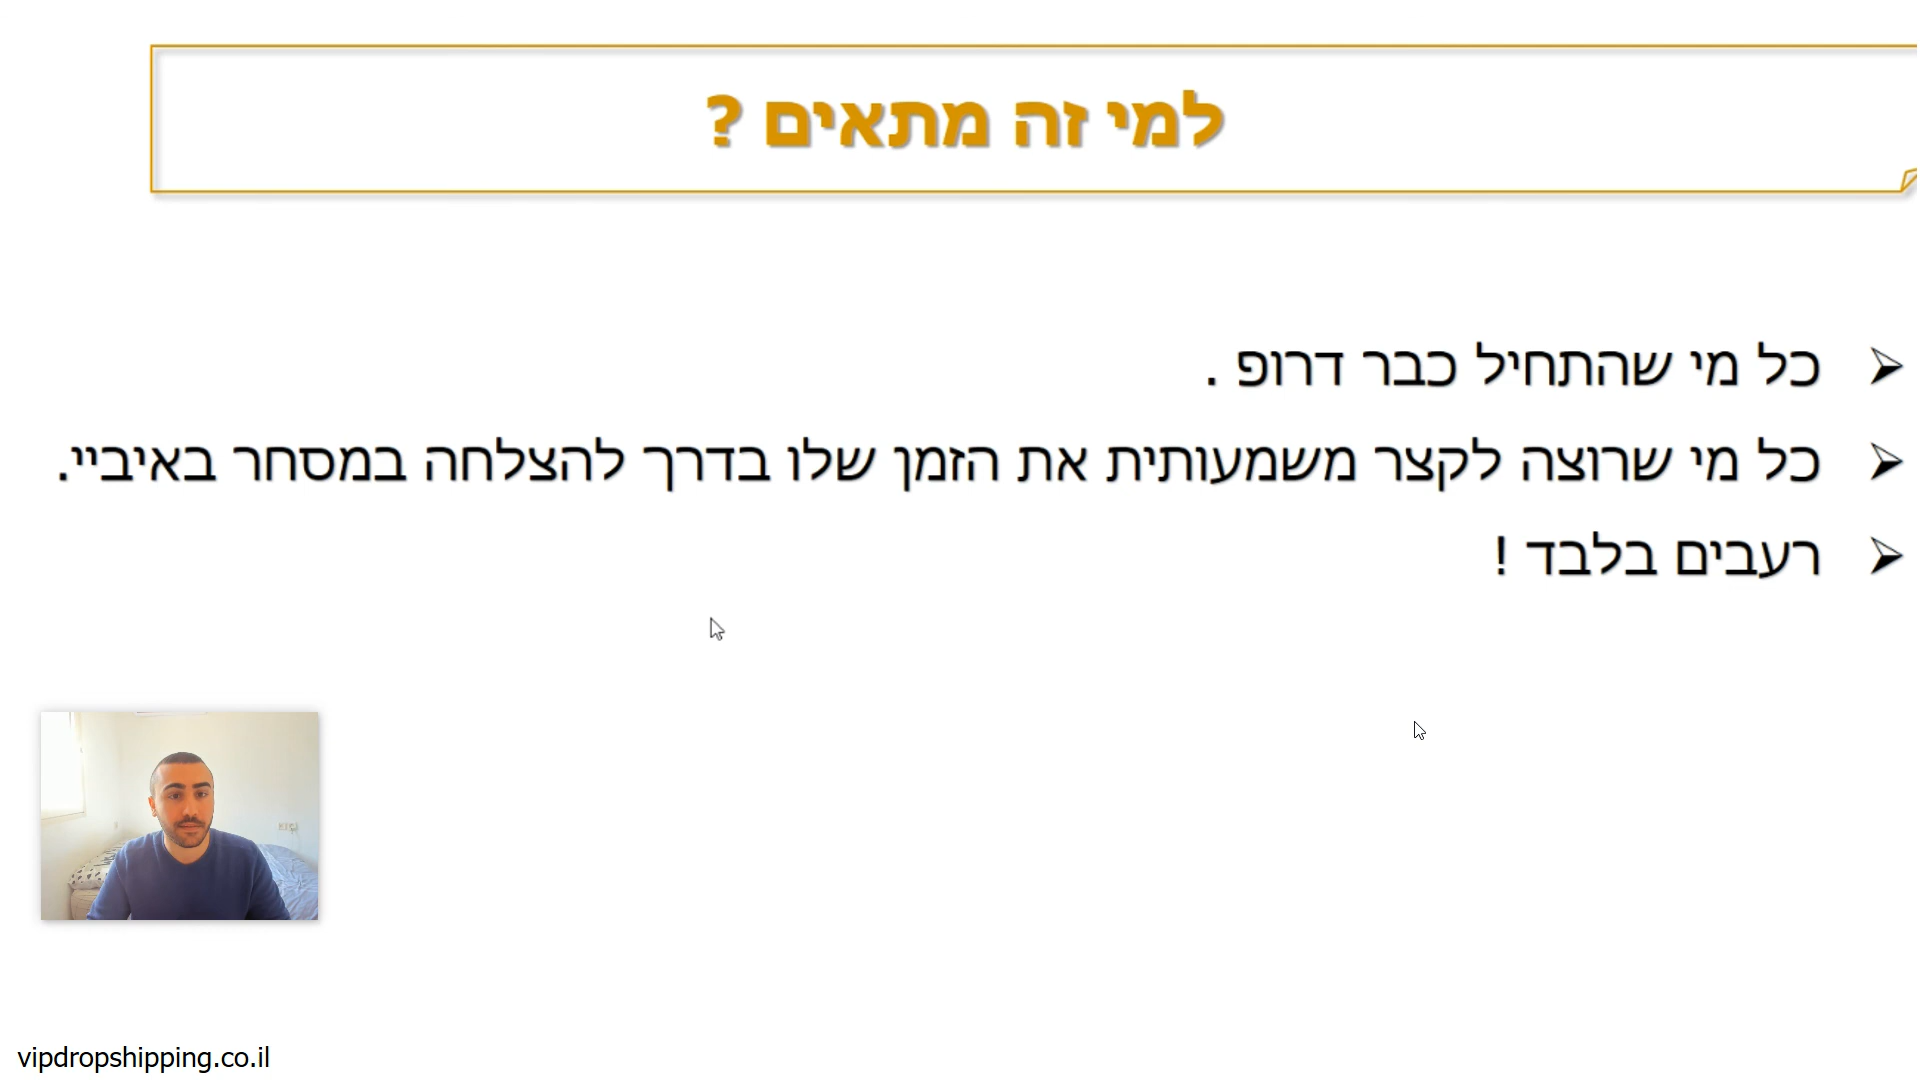 למי זה מתאים ?
כל מי שהתחיל כבר דרופ .
כל מי שרוצה לקצר משמעותית את הזמן שלו בדרך להצלחה במסחר באיביי.
רעבים בלבד !
vipdropshipping.co.il